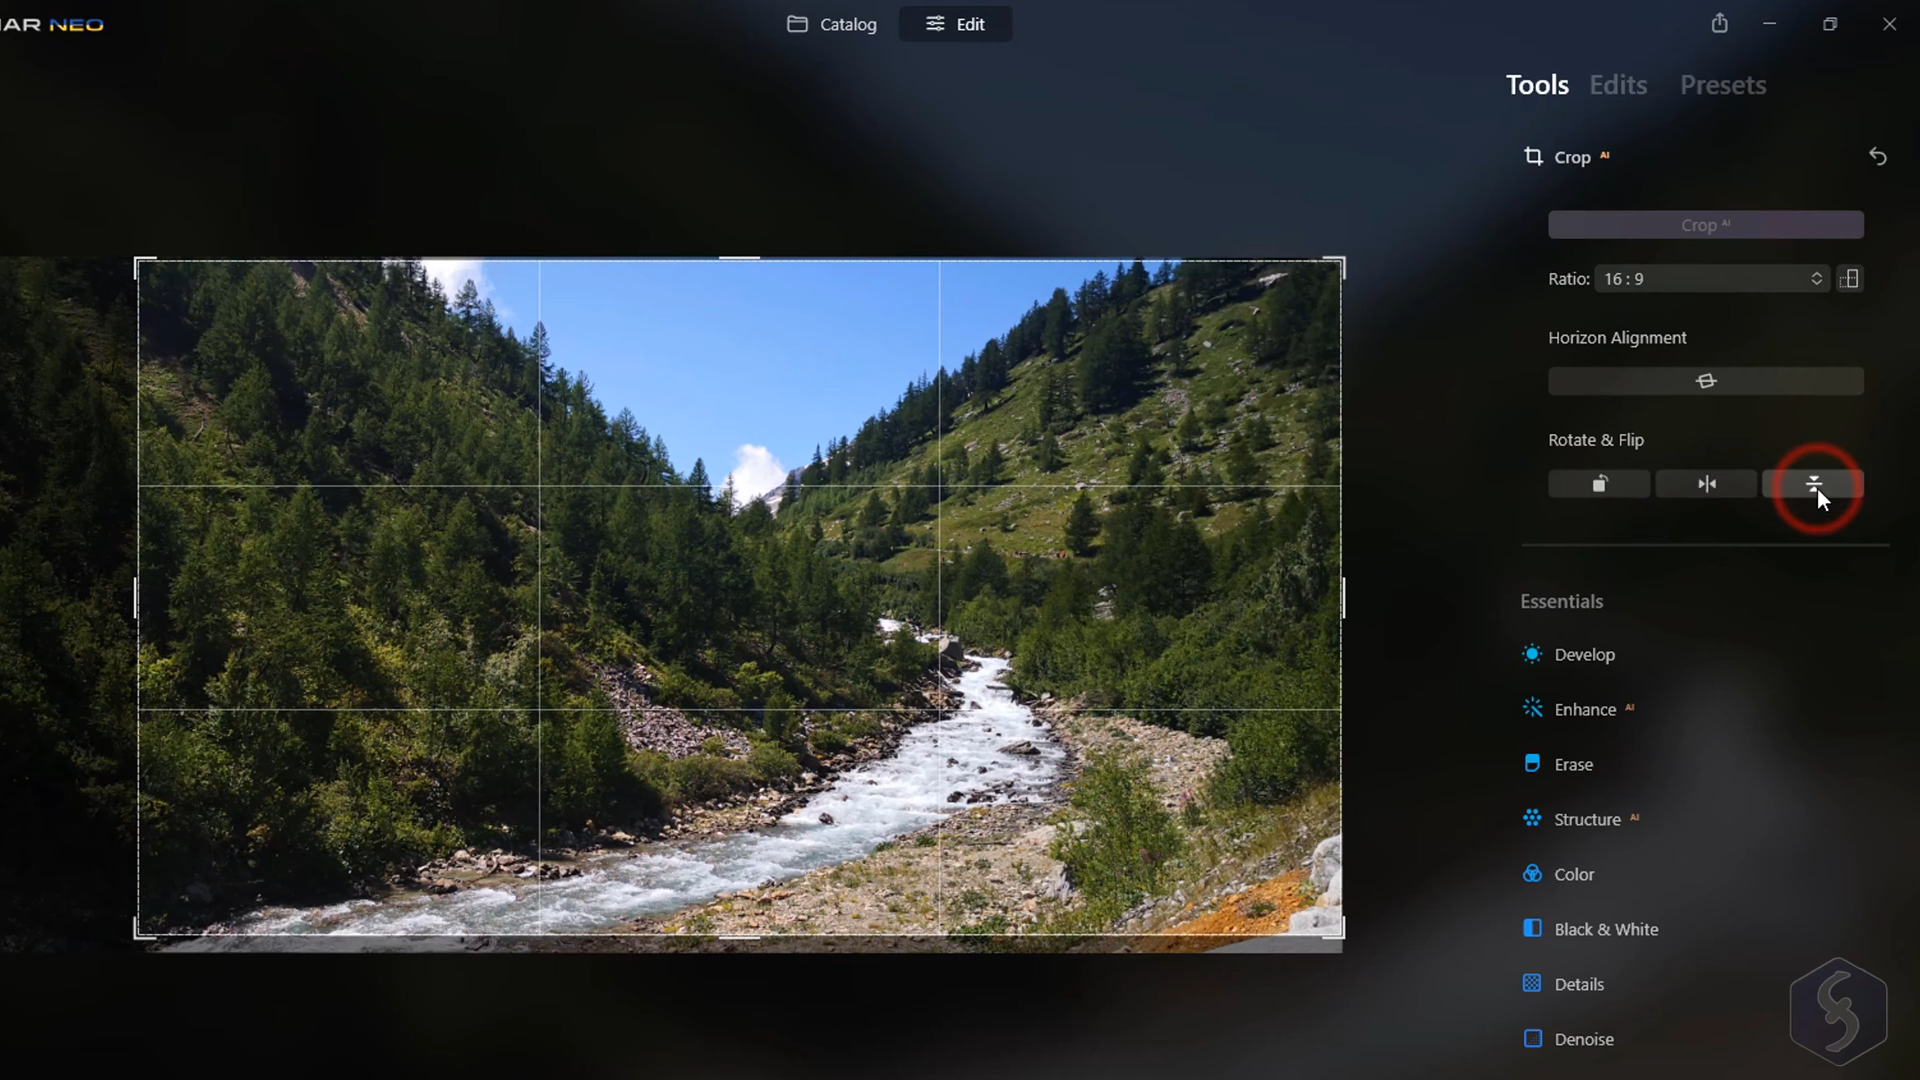 AR NEO
Catalog
Edit
Tools
Edits
Presets
Crop AI
Crop AI
Ratio: 16 : 9
Horizon Alignment
Rotate & Flip
Essentials
Develop
Enhance AI
Erase
Structure AI
Color
Black & White
Details
Denoise